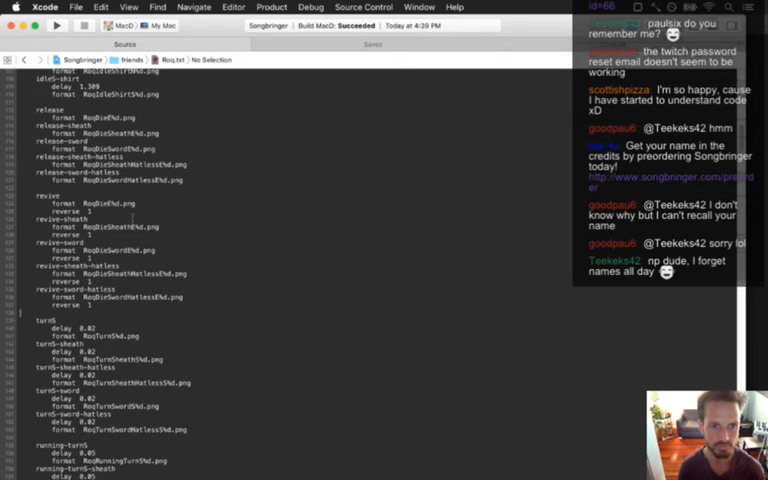 Xcode File Edit View Find Navigate Editor Product Debug Source Control Window Help
id=68
MacD My Mac
Songbringer Build MacD: Succeeded Today at 4:39 PM
Source
Saves
Songbringer friends Roq.txt No Selection
format RoqIdleShirt%d.png
idleS-shirt
delay 1.309
format RoqIdleShirtS%d.png
release
format RoqDieE%d.png
release-sheath
format RoqDieSheathE%d.png
release-sword
format RoqDieSwordE%d.png
release-sheath-hatless
format RoqDieSheathHatlessE%d.png
release-sword-hatless
format RoqDieSwordHatlessE%d.png
revive
format RoqDieE%d.png
reverse 1
revive-sheath
format RoqDieSheathE%d.png
reverse 1
revive-sword
format RoqDieSwordE%d.png
reverse 1
revive-sheath-hatless
format RoqDieSheathHatlessE%d.png
reverse 1
revive-sword-hatless
format RoqDieSwordHatlessE%d.png
reverse 1
turnS
delay 0.02
format RoqTurnS%d.png
turnS-sheath
delay 0.02
format RoqTurnSheathS%d.png
turnS-sheath-hatless
delay 0.02
format RoqTurnSheathHatlessS%d.png
turnS-sword
delay 0.02
format RoqTurnSwordS%d.png
turnS-sword-hatless
delay 0.02
format RoqTurnSwordHatlessS%d.png
running-turnS
delay 0.05
format RoqRunningTurnS%d.png
running-turnS-sheath
delay 0.05
Teekeks42 paulsix do you
remember me?
goodpau6 .the twitch password
reset email doesn't seem to be
working
scottishpizza I'm so happy, cause
I have started to understand code
xD
goodpau6 @Teekeks42 hmm
Get your name in the
credits by preordering Songbringer
today!
http://www.songbringer.com/preord
er
goodpau6 @Teekeks42 I don't
know why but I can't recall your
name
goodpau6 @Teekeks42 sorry lol
Teekeks42 np dude, I forget
names all day